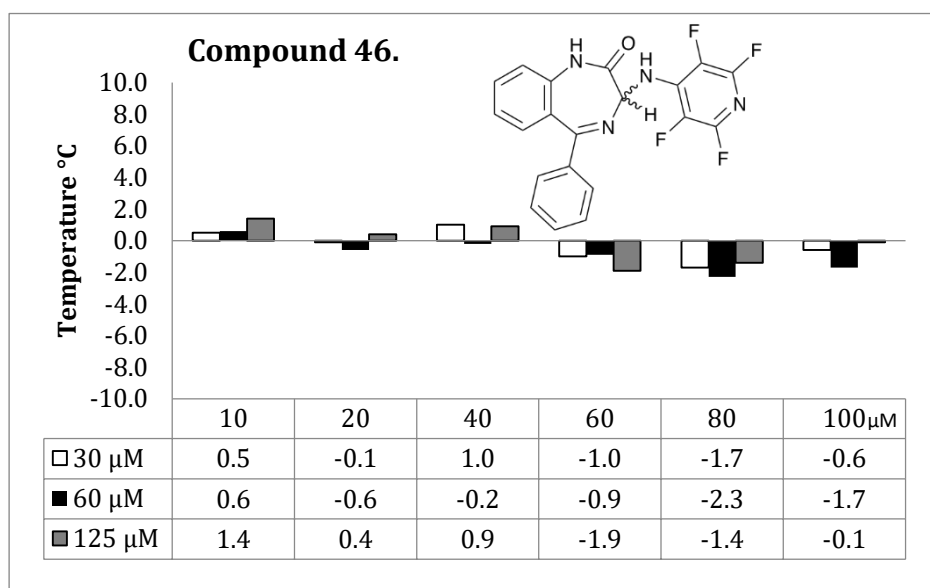 Compound 46.
H
N
O
H
N
F
F
N
H
N
F
F
Temperature °C
10.0
8.0
6.0
4.0
2.0
0.0
-2.0
-4.0
-6.0
-8.0
-10.0
10 20 40 60 80 100µM
30 µM 0.5 -0.1 1.0 -1.0 -1.7 -0.6
60 µM 0.6 -0.6 -0.2 -0.9 -2.3 -1.7
125 µM 1.4 0.4 0.9 -1.9 -1.4 -0.1